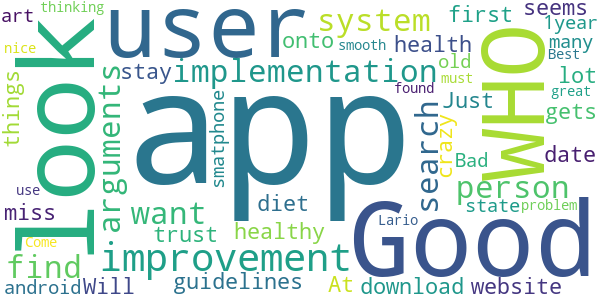 art thinking
nice
things
look
user
system
first seems
1year
onto
smooth health
old
many
Best
stay implementation
arguments
smatphone
app
found
must
great
lot
gets
search
crazy
Just
WHO
Bad
date
person
use
miss
want
diet
trust healthy
Good
Lario
state problem
Come
find
improvement
android Will
guidelines
At download website